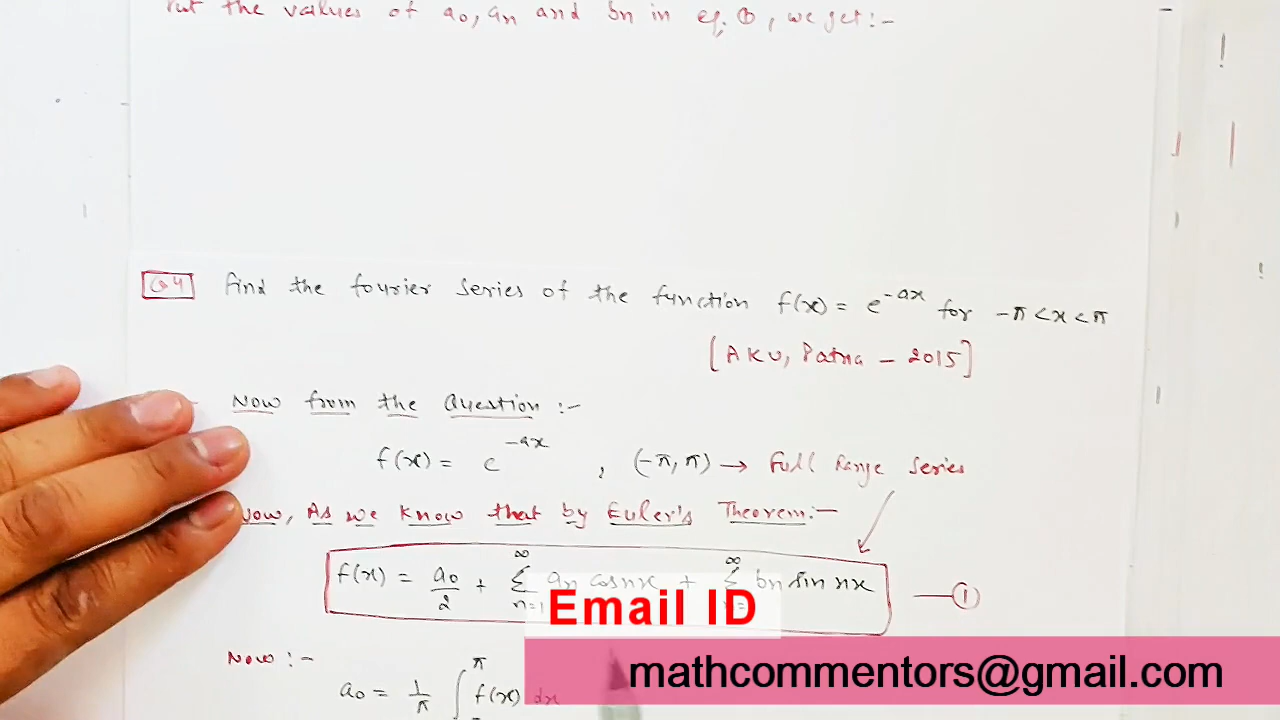 Put the values of a₀, aₙ and bₙ in eq. ①, we get:-
Q4 Find the fourier series of the function f(x) = e^{-ax} for -π<x<π
[AKU, Patna - 2015]
Now from the Question :-
f(x) = e^{-ax} , (-π, π) → Full Range series
Now, As we know that by Euler's Theorem:-
f(x) = a₀/2 + ∑_{n=1}^{∞} aₙ cosnx + ∑_{n=1}^{∞} bₙ sin nx —①
Email ID
Now :-
mathcommentors@gmail.com
a₀ = 1/π ∫^{π} f(x) dx